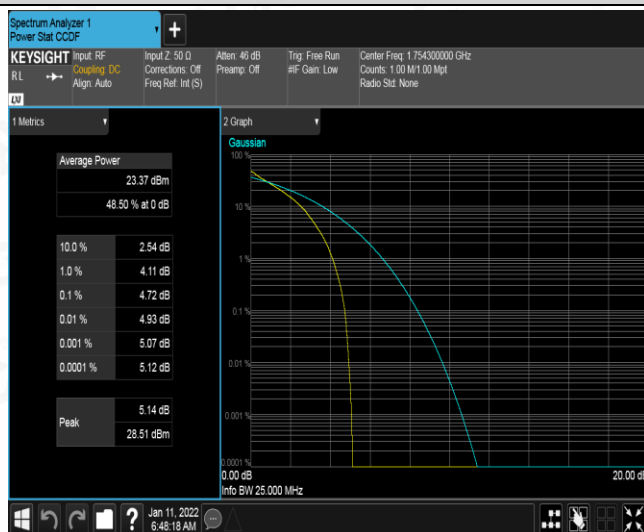 Spectrum Analyzer 1
Power Stat CCDF
+
KEYSIGHT
RL
LXI
Input: RF
Coupling: DC
Align: Auto
Input Z: 50 Ω
Corrections: Off
Freq Ref: Int (S)
Atten: 46 dB
Preamp: Off
Trig: Free Run
#IF Gain: Low
Center Freq: 1.754300000 GHz
Counts: 1.00 M/1.00 Mpt
Radio Std: None
1 Metrics
Average Power
23.37 dBm
48.50 % at 0 dB
10.0 % 2.54 dB
1.0 % 4.11 dB
0.1 % 4.72 dB
0.01 % 4.93 dB
0.001 % 5.07 dB
0.0001 % 5.12 dB
Peak
5.14 dB
28.51 dBm
2 Graph
Gaussian
100 %
10 %
1 %
0.1 %
0.01 %
0.001 %
0.0001 %
0.00 dB
20.00 dB
Info BW 25.000 MHz
?
Jan 11, 2022
6:48:18 AM